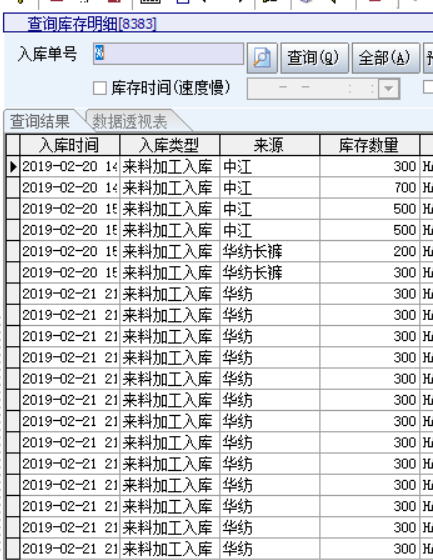 查询库存明细[8383]
入库单号 % 查询(Q) 全部(A)
库存时间(速度慢) - - : :
查询结果 数据透视表
入库时间 入库类型 来源 库存数量
2019-02-20 14 来料加工入库 中江 300
2019-02-20 14 来料加工入库 中江 700
2019-02-20 15 来料加工入库 中江 500
2019-02-20 15 来料加工入库 中江 500
2019-02-20 15 来料加工入库 华纺长裤 200
2019-02-20 15 来料加工入库 华纺长裤 300
2019-02-21 21 来料加工入库 华纺 300
2019-02-21 21 来料加工入库 华纺 300
2019-02-21 21 来料加工入库 华纺 300
2019-02-21 21 来料加工入库 华纺 300
2019-02-21 21 来料加工入库 华纺 300
2019-02-21 21 来料加工入库 华纺 300
2019-02-21 21 来料加工入库 华纺 300
2019-02-21 21 来料加工入库 华纺 300
2019-02-21 21 来料加工入库 华纺 300
2019-02-21 21 来料加工入库 华纺 300
2019-02-21 21 来料加工入库 华纺 300
2019-02-21 21 来料加工入库 华纺 300
2019-02-21 21 来料加工入库 华纺 300